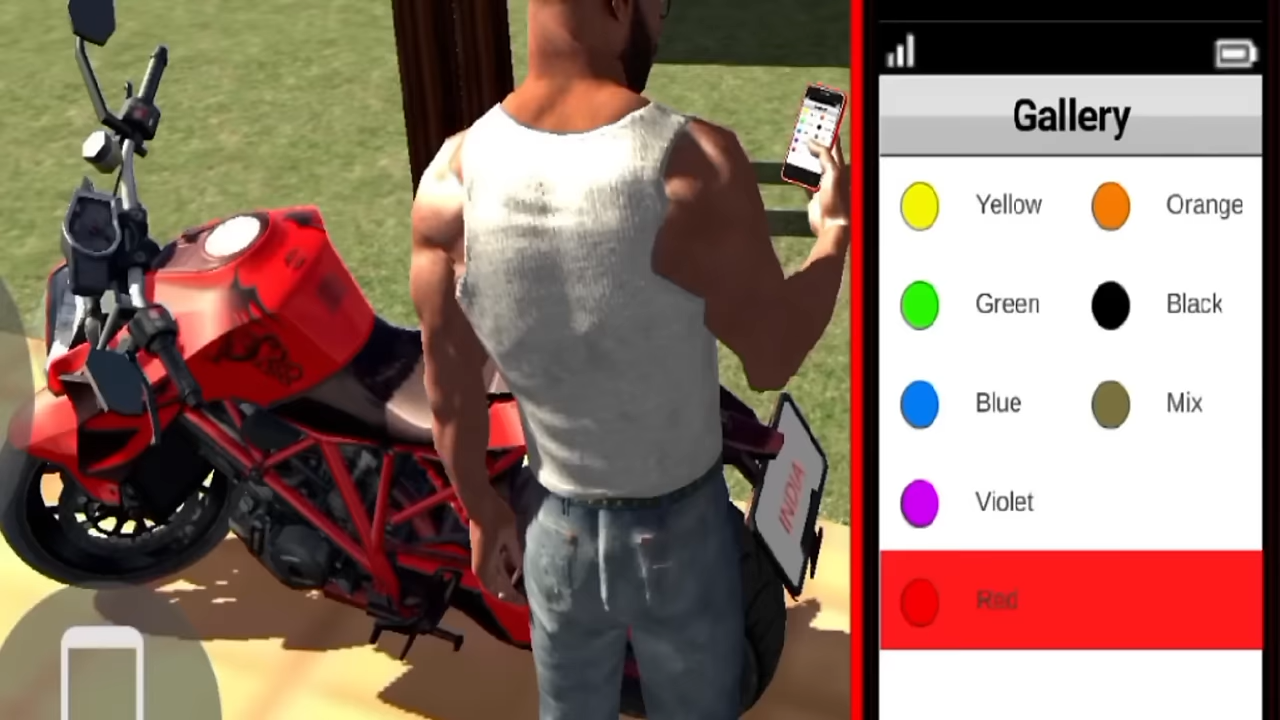 Gallery
Yellow
Orange
Green
Black
Blue
Mix
Violet
Red
INDIA